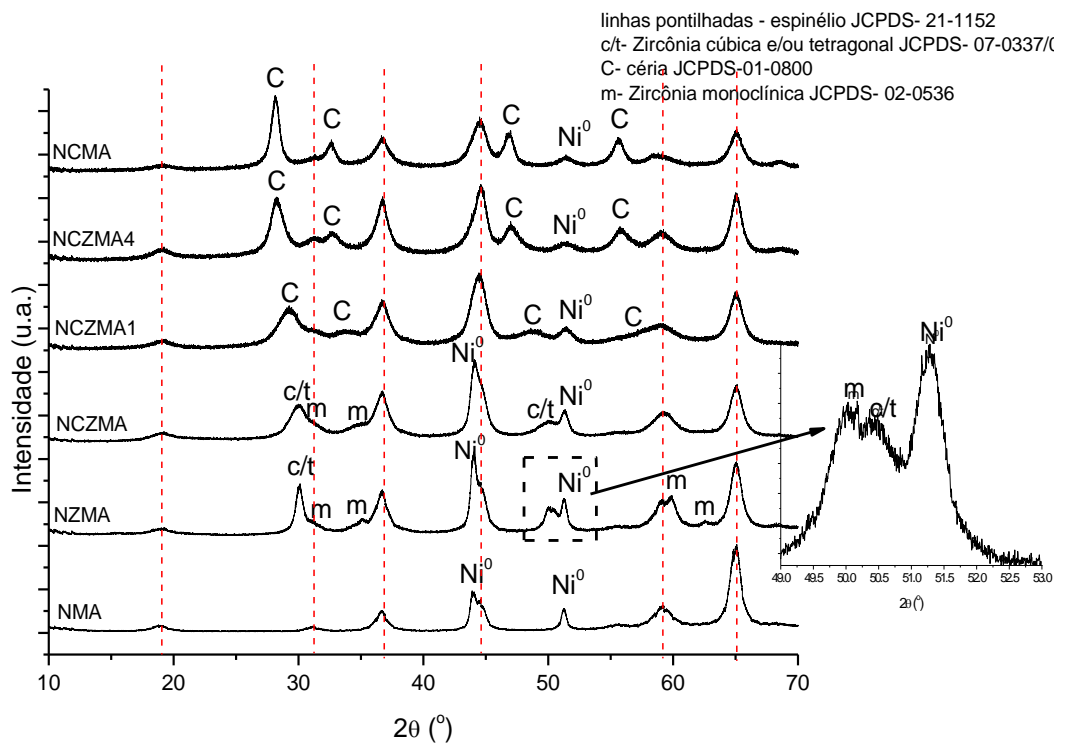 linhas pontilhadas - espinélio JCPDS- 21-1152
c/t- Zircônia cúbica e/ou tetragonal JCPDS- 07-0337/
C- céria JCPDS-01-0800
m- Zircônia monoclínica JCPDS- 02-0536
Intensidade (u.a.)
NCMA
C
C
C
Ni⁰
C
NCZMA4
C
C
C
Ni⁰
C
NCZMA1
C
C
C
Ni⁰
C
NCZMA
c/t
m
m
Ni⁰
c/t
Ni⁰
NZMA
c/t
m
m
Ni⁰
Ni⁰
m
m
NMA
Ni⁰
Ni⁰
10 20 30 40 50 60 70
2θ (°)
m
c/t
Ni⁰
49.0 49.5 50.0 50.5 51.0 51.5 52.0 52.5 53.0
2θ (°)